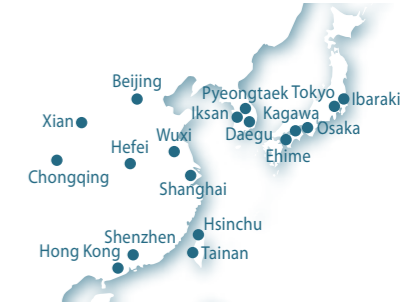 Beijing
Pyeongtaek
Tokyo
Ibaraki
Xian
Iksan
Kagawa
Wuxi
Daegu
Osaka
Hefei
Ehime
Chongqing
Shanghai
Hsinchu
Shenzhen
Hong Kong
Tainan